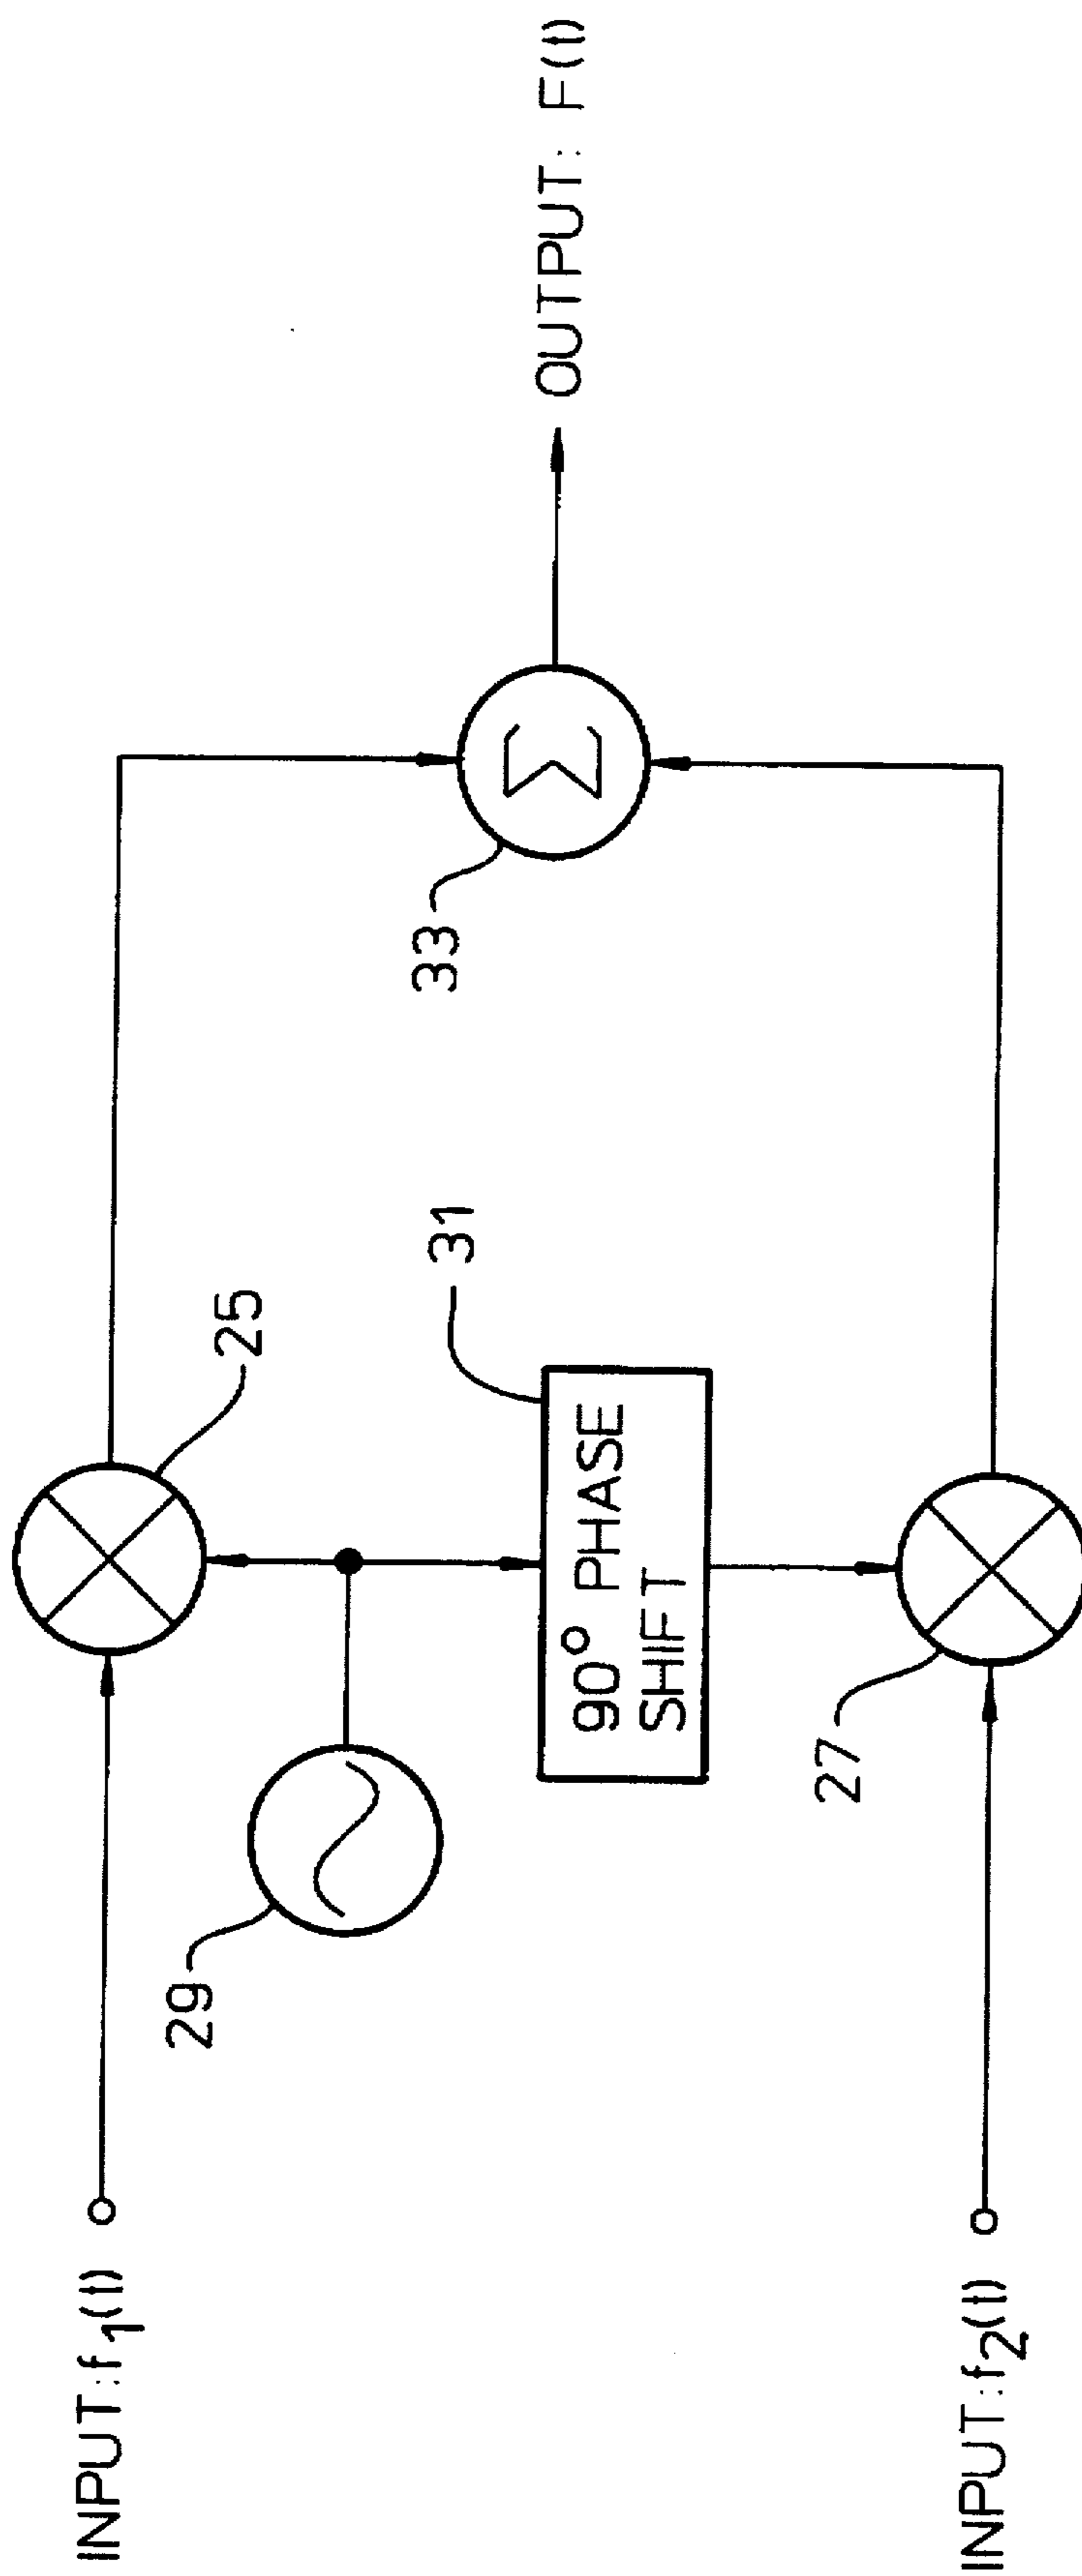 INPUT: f1(t)
25
29
33
OUTPUT: F(t)
31
90° PHASE
SHIFT
27
INPUT: f2(t)
Σ